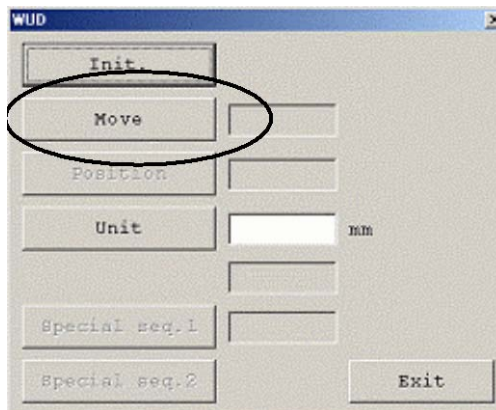 WUD
Init.
Move
Position
Unit mm
Special seq.1
Special seq.2 Exit